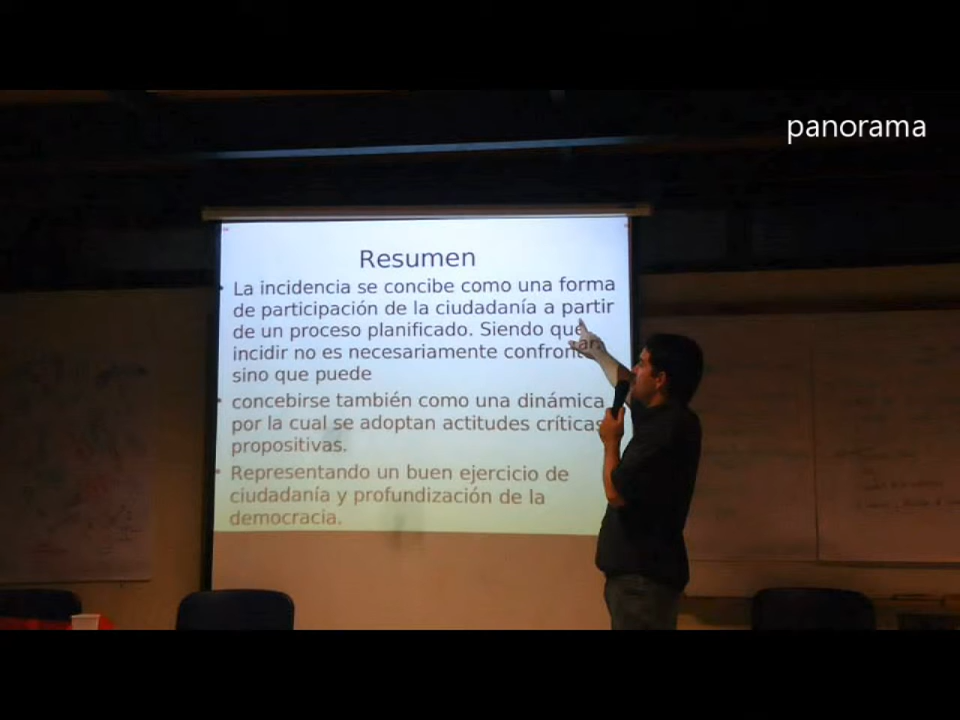 panorama
Resumen
La incidencia se concibe como una forma
de participación de la ciudadanía a partir
de un proceso planificado. Siendo que
incidir no es necesariamente confrontar,
sino que puede
concebirse también como una dinámica
por la cual se adoptan actitudes críticas
propositivas.
Representando un buen ejercicio de
ciudadanía y profundización de la
democracia.